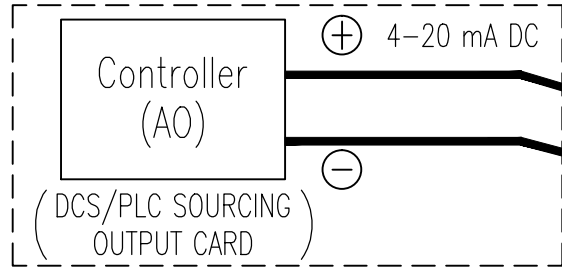 + 4-20 mA DC
Controller
(AO)
−
(DCS/PLC SOURCING
OUTPUT CARD)